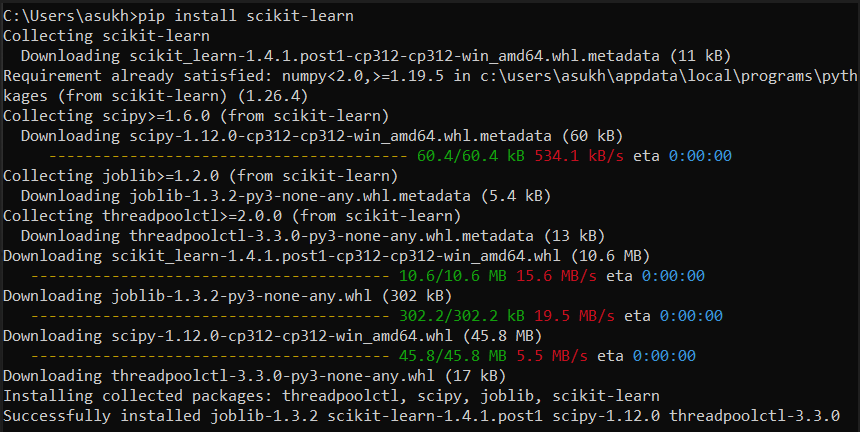 C:\Users\asukh>pip install scikit-learn
Collecting scikit-learn
  Downloading scikit_learn-1.4.1.post1-cp312-cp312-win_amd64.whl.metadata (11 kB)
Requirement already satisfied: numpy<2.0,>=1.19.5 in c:\users\asukh\appdata\local\programs\pyth
kages (from scikit-learn) (1.26.4)
Collecting scipy>=1.6.0 (from scikit-learn)
  Downloading scipy-1.12.0-cp312-cp312-win_amd64.whl.metadata (60 kB)
     ---------------------------------------- 60.4/60.4 kB 534.1 kB/s eta 0:00:00
Collecting joblib>=1.2.0 (from scikit-learn)
  Downloading joblib-1.3.2-py3-none-any.whl.metadata (5.4 kB)
Collecting threadpoolctl>=2.0.0 (from scikit-learn)
  Downloading threadpoolctl-3.3.0-py3-none-any.whl.metadata (13 kB)
Downloading scikit_learn-1.4.1.post1-cp312-cp312-win_amd64.whl (10.6 MB)
   ---------------------------------------- 10.6/10.6 MB 15.6 MB/s eta 0:00:00
Downloading joblib-1.3.2-py3-none-any.whl (302 kB)
   ---------------------------------------- 302.2/302.2 kB 19.5 MB/s eta 0:00:00
Downloading scipy-1.12.0-cp312-cp312-win_amd64.whl (45.8 MB)
   ---------------------------------------- 45.8/45.8 MB 5.5 MB/s eta 0:00:00
Downloading threadpoolctl-3.3.0-py3-none-any.whl (17 kB)
Installing collected packages: threadpoolctl, scipy, joblib, scikit-learn
Successfully installed joblib-1.3.2 scikit-learn-1.4.1.post1 scipy-1.12.0 threadpoolctl-3.3.0